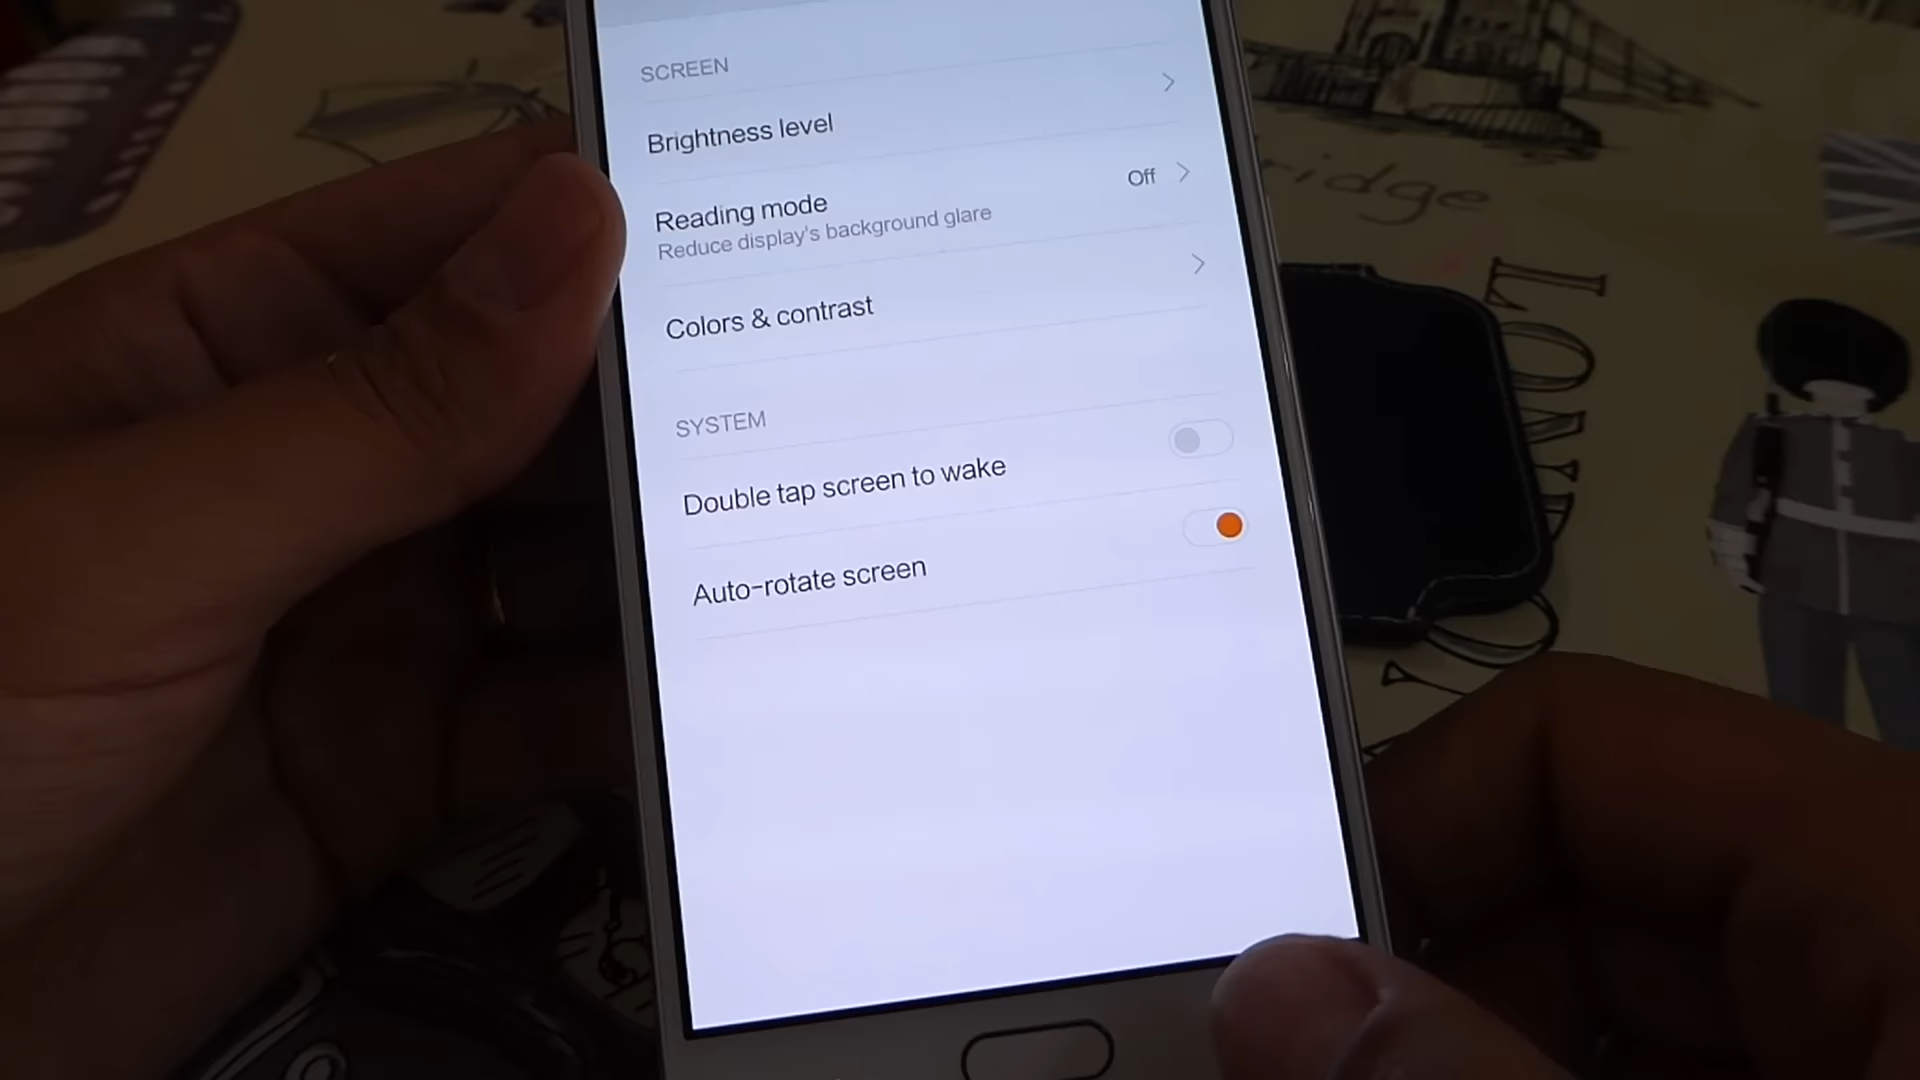 SCREEN
Brightness level
Reading mode
Off
Reduce display's background glare
Colors & contrast
SYSTEM
Double tap screen to wake
Auto-rotate screen
ridge